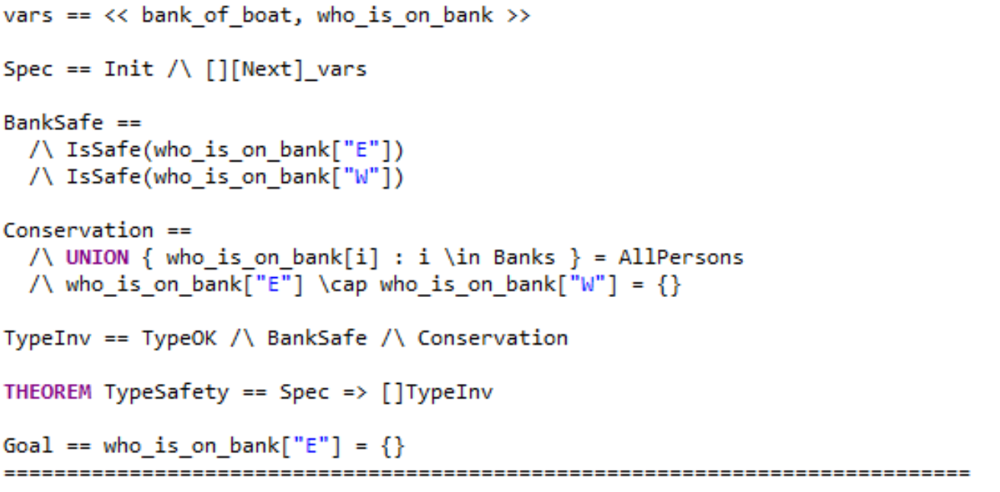 vars == << bank_of_boat, who_is_on_bank >>
Spec == Init /\ [][Next]_vars
BankSafe ==
  /\ IsSafe(who_is_on_bank["E"])
  /\ IsSafe(who_is_on_bank["W"])
Conservation ==
  /\ UNION { who_is_on_bank[i] : i \in Banks } = AllPersons
  /\ who_is_on_bank["E"] \cap who_is_on_bank["W"] = {}
TypeInv == TypeOK /\ BankSafe /\ Conservation
THEOREM TypeSafety == Spec => []TypeInv
Goal == who_is_on_bank["E"] = {}
=============================================================================